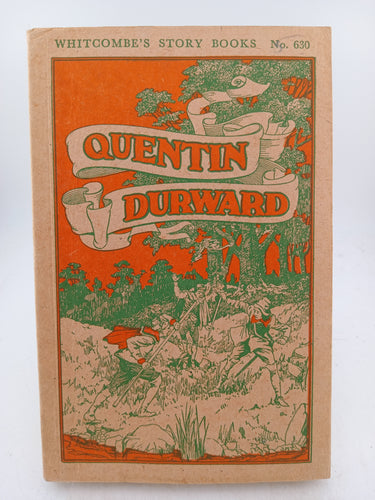 WHITCOMBE'S STORY BOOKS No. 630
QUENTIN
DURWARD